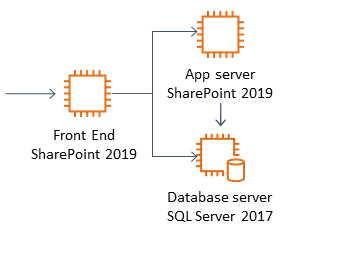 App server
SharePoint 2019
Front End
SharePoint 2019
Database server
SQL Server 2017